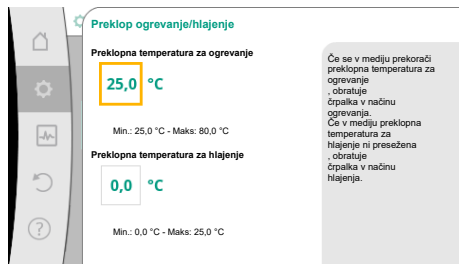 Preklop ogrevanje/hlajenje
Preklopna temperatura za ogrevanje
25,0 °C
Min.: 25,0 °C - Maks: 80,0 °C
Preklopna temperatura za hlajenje
0,0 °C
Min.: 0,0 °C - Maks: 25,0 °C
Če se v mediju prekorači
preklopna temperatura za
ogrevanje
, obratuje
črpalka v načinu
ogrevanja.
Če v mediju preklopna
temperatura za
hlajenje ni presežena
, obratuje
črpalka v načinu
hlajenja.
?